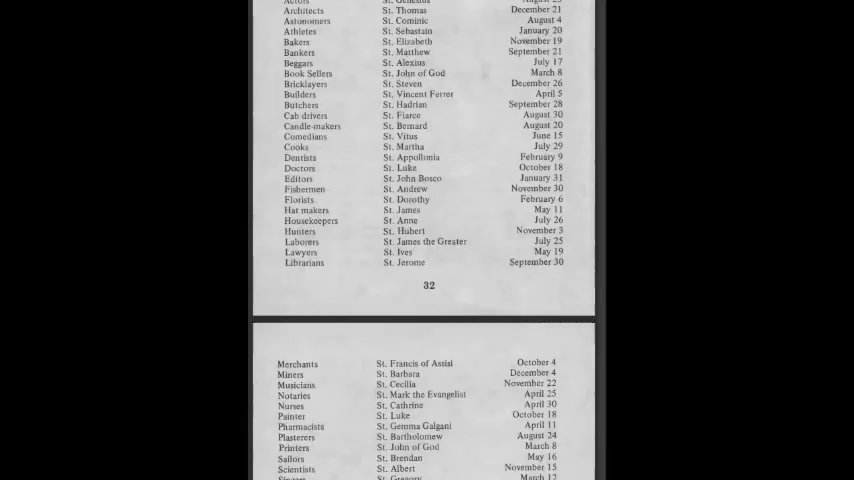 Actors St. Genesius August 25
Architects St. Thomas December 21
Astonomers St. Cominic August 4
Athletes St. Sebastain January 20
Bakers St. Elizabeth November 19
Bankers St. Matthew September 21
Beggars St. Alexius July 17
Book Sellers St. John of God March 8
Bricklayers St. Steven December 26
Builders St. Vincent Ferrer April 5
Butchers St. Hadrian September 28
Cab drivers St. Fiarce August 30
Candle-makers St. Bernard August 20
Comedians St. Vitus June 15
Cooks St. Martha July 29
Dentists St. Appollonia February 9
Doctors St. Luke October 18
Editors St. John Bosco January 31
Fishermen St. Andrew November 30
Florists St. Dorothy February 6
Hat makers St. James May 11
Housekeepers St. Anne July 26
Hunters St. Hubert November 3
Laborers St. James the Greater July 25
Lawyers St. Ives May 19
Librarians St. Jerome September 30
32
Merchants St. Francis of Assisi October 4
Miners St. Barbara December 4
Musicians St. Cecilia November 22
Notaries St. Mark the Evangelist April 25
Nurses St. Cathrine April 30
Painter St. Luke October 18
Pharmacists St. Gemma Galgani April 11
Plasterers St. Bartholomew August 24
Printers St. John of God March 8
Sailors St. Brendan May 16
Scientists St. Albert November 15
Singers St. Gregory March 12